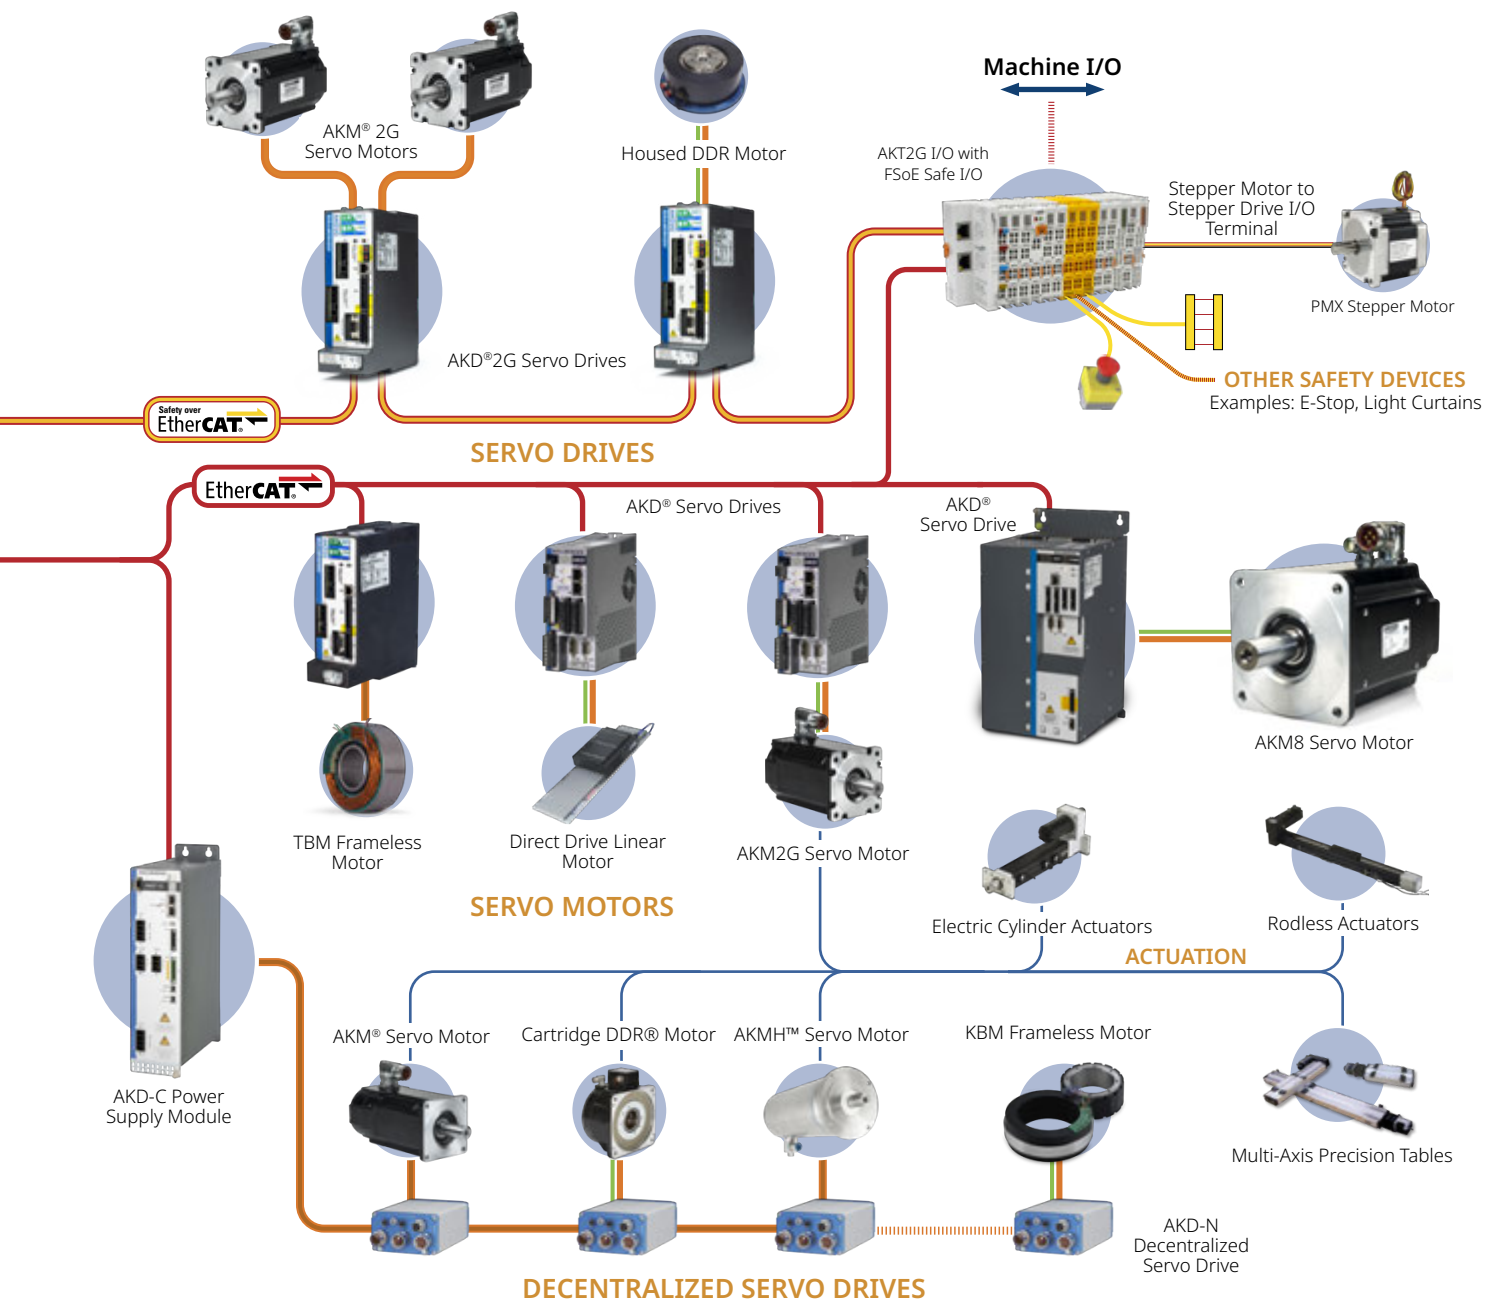 Machine I/O
AKM® 2G
Servo Motors
Housed DDR Motor
AKT2G I/O with
FSoE Safe I/O
Stepper Motor to
Stepper Drive I/O
Terminal
PMX Stepper Motor
AKD®2G Servo Drives
OTHER SAFETY DEVICES
Examples: E-Stop, Light Curtains
Safety over
EtherCAT®
SERVO DRIVES
EtherCAT®
AKD® Servo Drives
AKD®
Servo Drive
AKM8 Servo Motor
TBM Frameless
Motor
Direct Drive Linear
Motor
AKM2G Servo Motor
SERVO MOTORS
Electric Cylinder Actuators
Rodless Actuators
ACTUATION
AKM® Servo Motor
Cartridge DDR® Motor
AKMH™ Servo Motor
KBM Frameless Motor
AKD-C Power
Supply Module
Multi-Axis Precision Tables
AKD-N
Decentralized
Servo Drive
DECENTRALIZED SERVO DRIVES